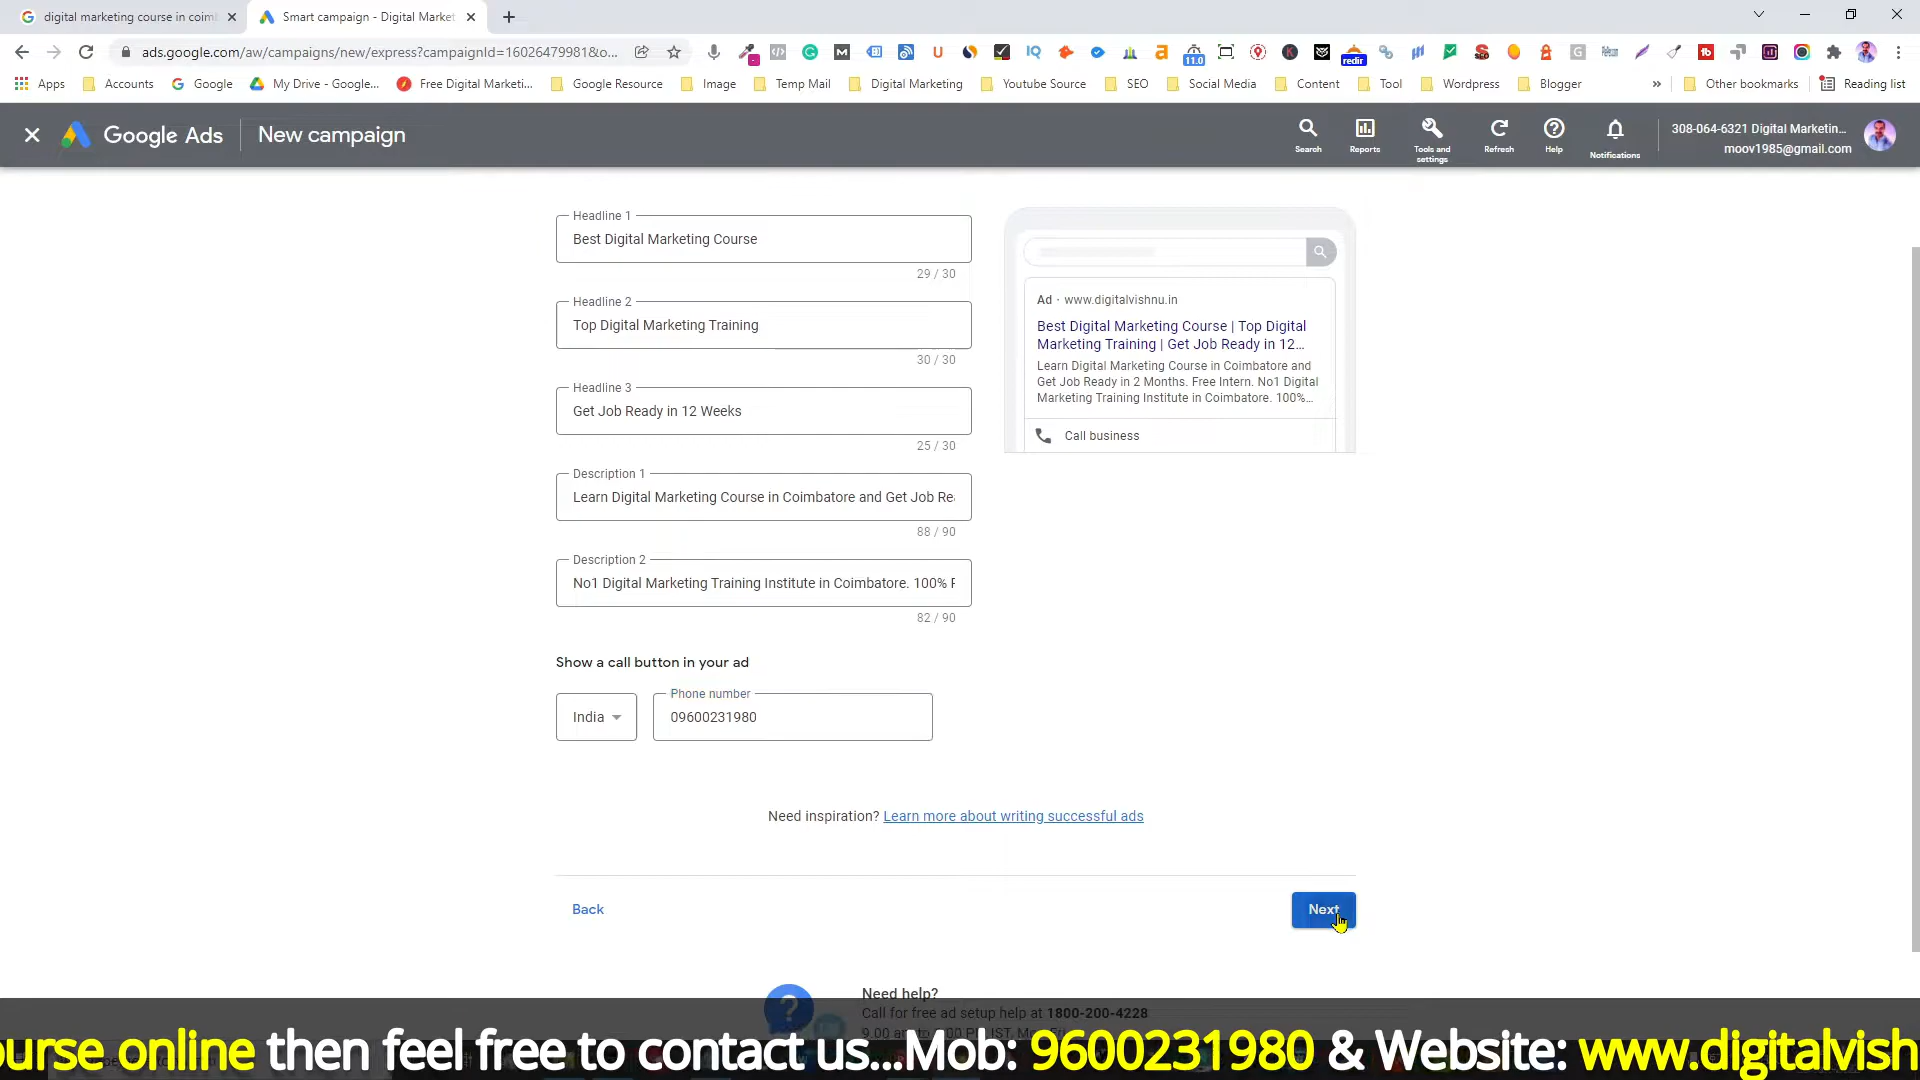 digital marketing course in coim
Smart campaign - Digital Market
ads.google.com/aw/campaigns/new/express?campaignId=16026479981&o...
11.0
redir
Apps
Accounts
Google
My Drive - Google...
Free Digital Marketi...
Google Resource
Image
Temp Mail
Digital Marketing
Youtube Source
SEO
Social Media
Content
Tool
Wordpress
Blogger
»
Other bookmarks
Reading list
Google Ads
New campaign
Search
Reports
Tools and settings
Refresh
Help
Notifications
308-064-6321 Digital Marketin...
moov1985@gmail.com
Headline 1
Best Digital Marketing Course
29 / 30
Headline 2
Top Digital Marketing Training
30 / 30
Headline 3
Get Job Ready in 12 Weeks
25 / 30
Description 1
Learn Digital Marketing Course in Coimbatore and Get Job Re
88 / 90
Description 2
No1 Digital Marketing Training Institute in Coimbatore. 100%
82 / 90
Ad · www.digitalvishnu.in
Best Digital Marketing Course | Top Digital
Marketing Training | Get Job Ready in 12...
Learn Digital Marketing Course in Coimbatore and
Get Job Ready in 2 Months. Free Intern. No1 Digital
Marketing Training Institute in Coimbatore. 100%...
Call business
Show a call button in your ad
India
Phone number
09600231980
Need inspiration? Learn more about writing successful ads
Back
Next
Need help?
Call for free ad setup help at 1800-200-4228
ourse online then feel free to contact us...Mob: 9600231980 & Website: www.digitalvish